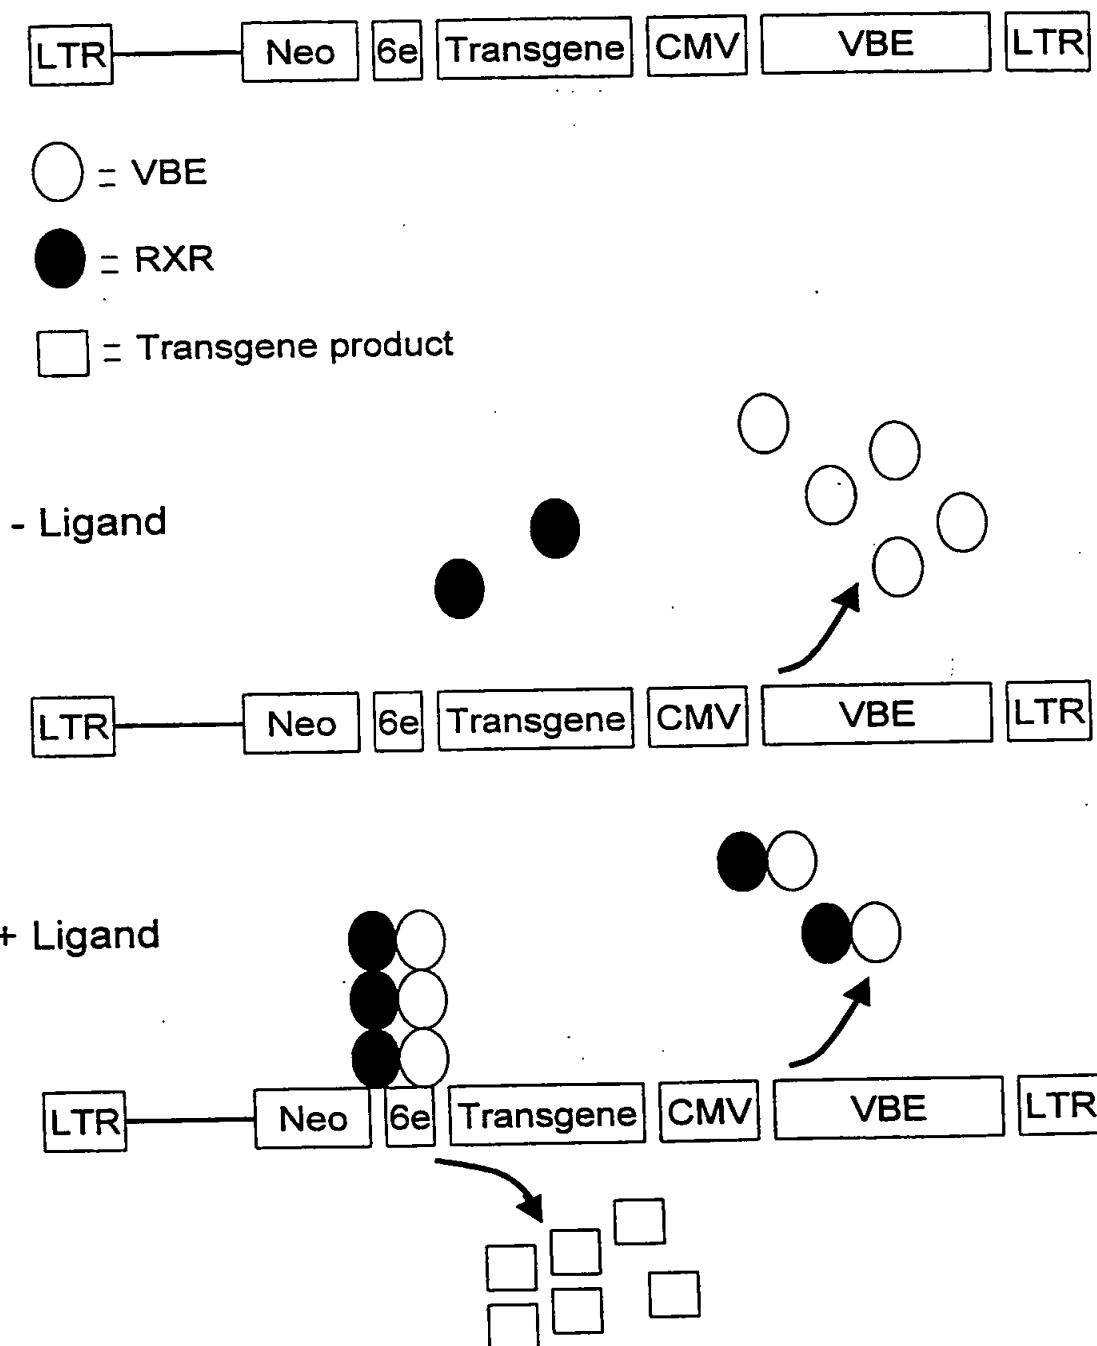 LTR Neo 6e Transgene CMV VBE LTR
= VBE
= RXR
= Transgene product
- Ligand
LTR Neo 6e Transgene CMV VBE LTR
+ Ligand
LTR Neo 6e Transgene CMV VBE LTR